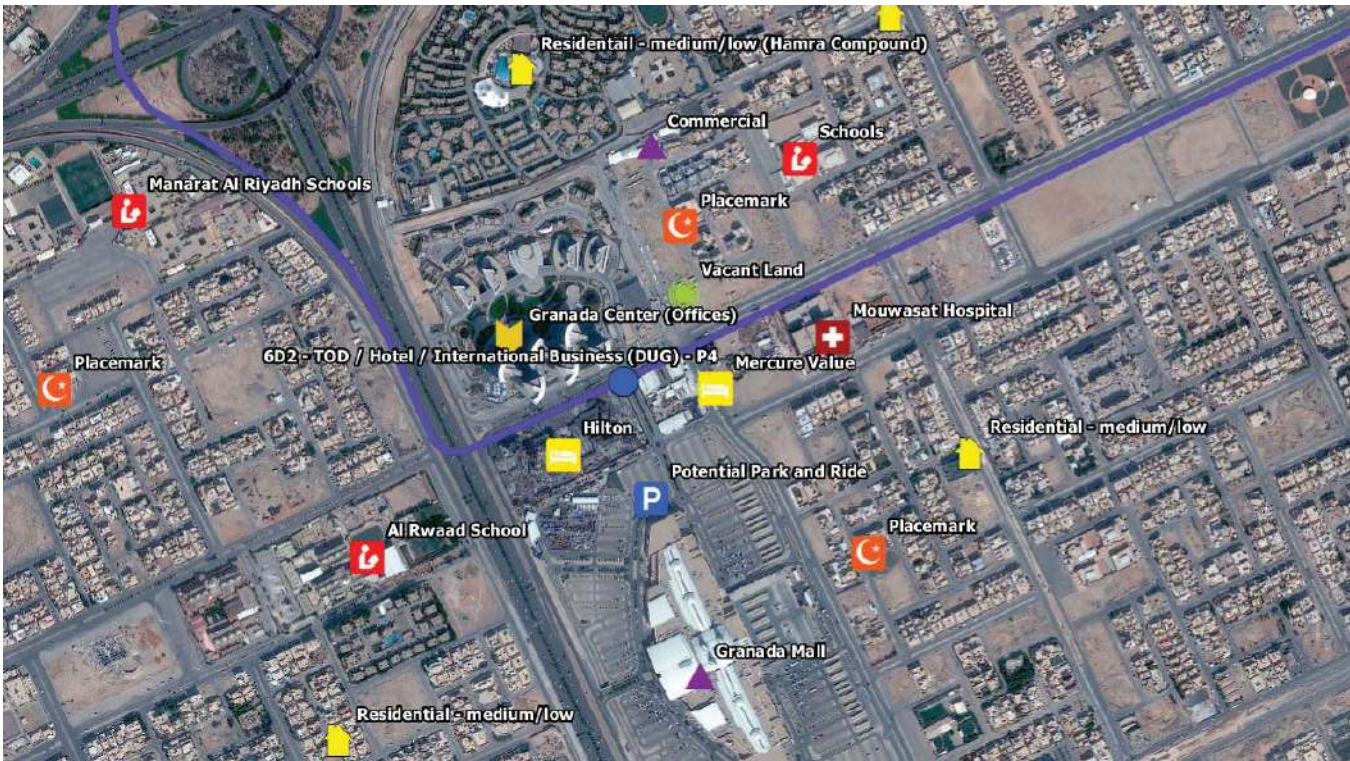 Residentail - medium/low (Hamra Compound)
Commercial
Schools
Manarat Al Riyadh Schools
Placemark
Vacant Land
Granada Center (Offices)
Mouwasat Hospital
6D2 - TOD / Hotel / International Business (DUG) - P4
Placemark
Mercure Value
Hilton
Residential - medium/low
Potential Park and Ride
P
Al Rwaad School
Placemark
Granada Mall
Residential - medium/low